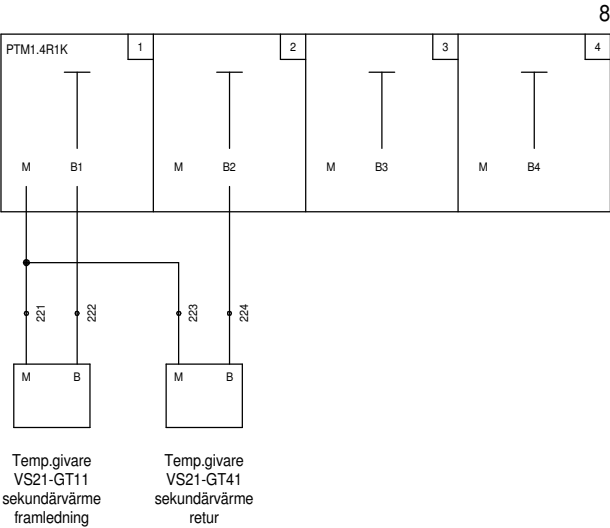 8
PTM1.4R1K 1 2 3 4
M B1 M B2 M B3 M B4
221 222 223 224
M B M B
Temp.givare
VS21-GT11
sekundärvärme
framledning
Temp.givare
VS21-GT41
sekundärvärme
retur